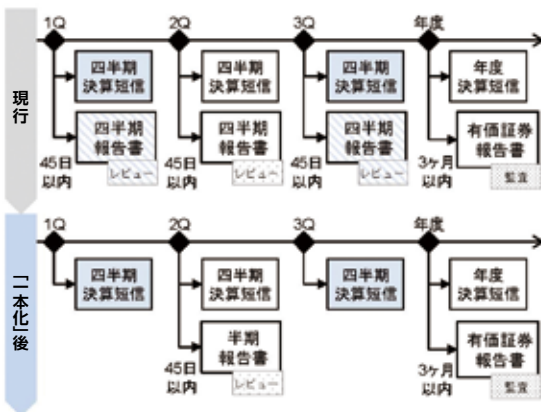 現行
1Q
2Q
3Q
年度
四半期
決算短信
四半期
決算短信
四半期
決算短信
年度
決算短信
四半期
報告書
レビュー
45日
以内
四半期
報告書
レビュー
45日
以内
四半期
報告書
レビュー
45日
以内
有価証券
報告書
監査
3ヶ月
以内
「一本化」後
1Q
2Q
3Q
年度
四半期
決算短信
四半期
決算短信
四半期
決算短信
年度
決算短信
半期
報告書
レビュー
45日
以内
有価証券
報告書
監査
3ヶ月
以内